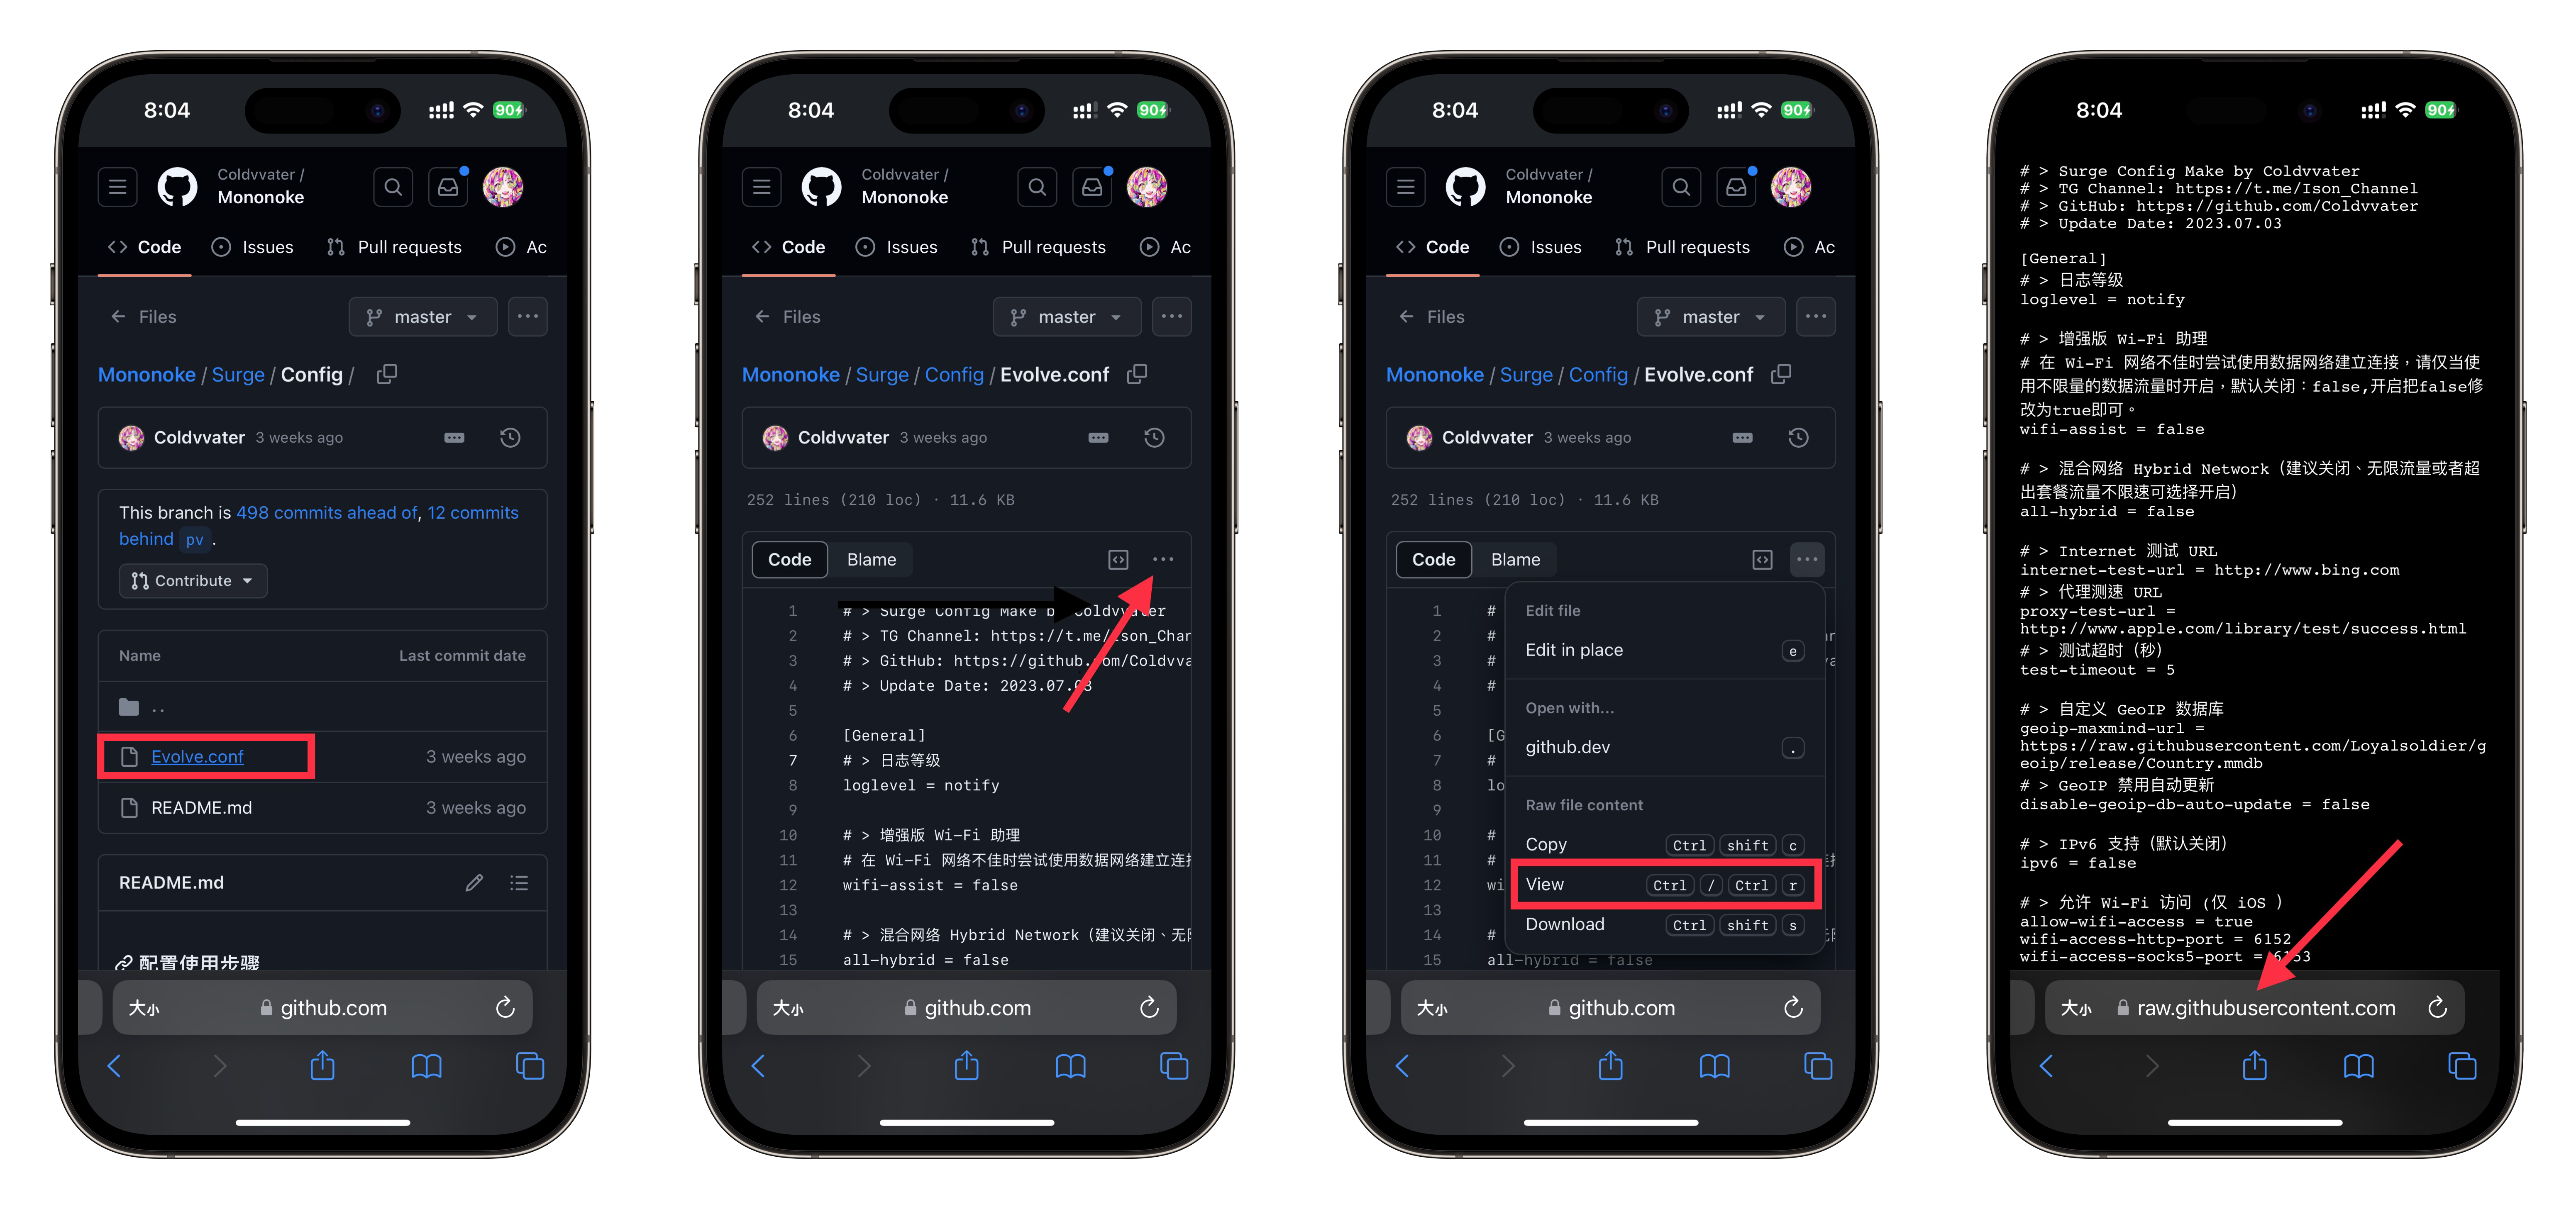 8:04
90
Coldvvater /
Mononoke
Code
Issues
Pull requests
Ac
Files
master
Mononoke / Surge / Config /
Coldvvater 3 weeks ago
This branch is 498 commits ahead of, 12 commits
behind pv .
Contribute
Name
Last commit date
..
Evolve.conf
3 weeks ago
README.md
3 weeks ago
README.md
配置使用步骤
大小
github.com
8:04
90
Coldvvater /
Mononoke
Code
Issues
Pull requests
Ac
Files
master
Mononoke / Surge / Config / Evolve.conf
Coldvvater 3 weeks ago
252 lines (210 loc) · 11.6 KB
Code
Blame
1 # > Surge Config Make by Coldvvater
2 # > TG Channel: https://t.me/Ison_Char
3 # > GitHub: https://github.com/Coldvva
4 # > Update Date: 2023.07.03
5
6 [General]
7 # > 日志等级
8 loglevel = notify
9
10 # > 增强版 Wi-Fi 助理
11 # 在 Wi-Fi 网络不佳时尝试使用数据网络建立连接
12 wifi-assist = false
13
14 # > 混合网络 Hybrid Network（建议关闭、无限
15 all-hybrid = false
大小
github.com
8:04
90
Coldvvater /
Mononoke
Code
Issues
Pull requests
Ac
Files
master
Mononoke / Surge / Config / Evolve.conf
Coldvvater 3 weeks ago
252 lines (210 loc) · 11.6 KB
Code
Blame
1 #
2 #
3 #
4 #
5
6 [G
7 #
8 lo
9
10 #
11 #
12 wi
13
14 #
15 all-hybrid = false
Edit file
Edit in place e
Open with...
github.dev .
Raw file content
Copy Ctrl shift c
View Ctrl / Ctrl r
Download Ctrl shift s
大小
github.com
8:04
90
# > Surge Config Make by Coldvvater
# > TG Channel: https://t.me/Ison_Channel
# > GitHub: https://github.com/Coldvvater
# > Update Date: 2023.07.03
[General]
# > 日志等级
loglevel = notify
# > 增强版 Wi-Fi 助理
# 在 Wi-Fi 网络不佳时尝试使用数据网络建立连接，请仅当使
用不限量的数据流量时开启，默认关闭：false,开启把false修
改为true即可。
wifi-assist = false
# > 混合网络 Hybrid Network（建议关闭、无限流量或者超
出套餐流量不限速可选择开启）
all-hybrid = false
# > Internet 测试 URL
internet-test-url = http://www.bing.com
# > 代理测速 URL
proxy-test-url =
http://www.apple.com/library/test/success.html
# > 测试超时（秒）
test-timeout = 5
# > 自定义 GeoIP 数据库
geoip-maxmind-url =
https://raw.githubusercontent.com/Loyalsoldier/g
eoip/release/Country.mmdb
# > GeoIP 禁用自动更新
disable-geoip-db-auto-update = false
# > IPv6 支持（默认关闭）
ipv6 = false
# > 允许 Wi-Fi 访问 (仅 iOS )
allow-wifi-access = true
wifi-access-http-port = 6152
wifi-access-socks5-port = 6153
大小
raw.githubusercontent.com